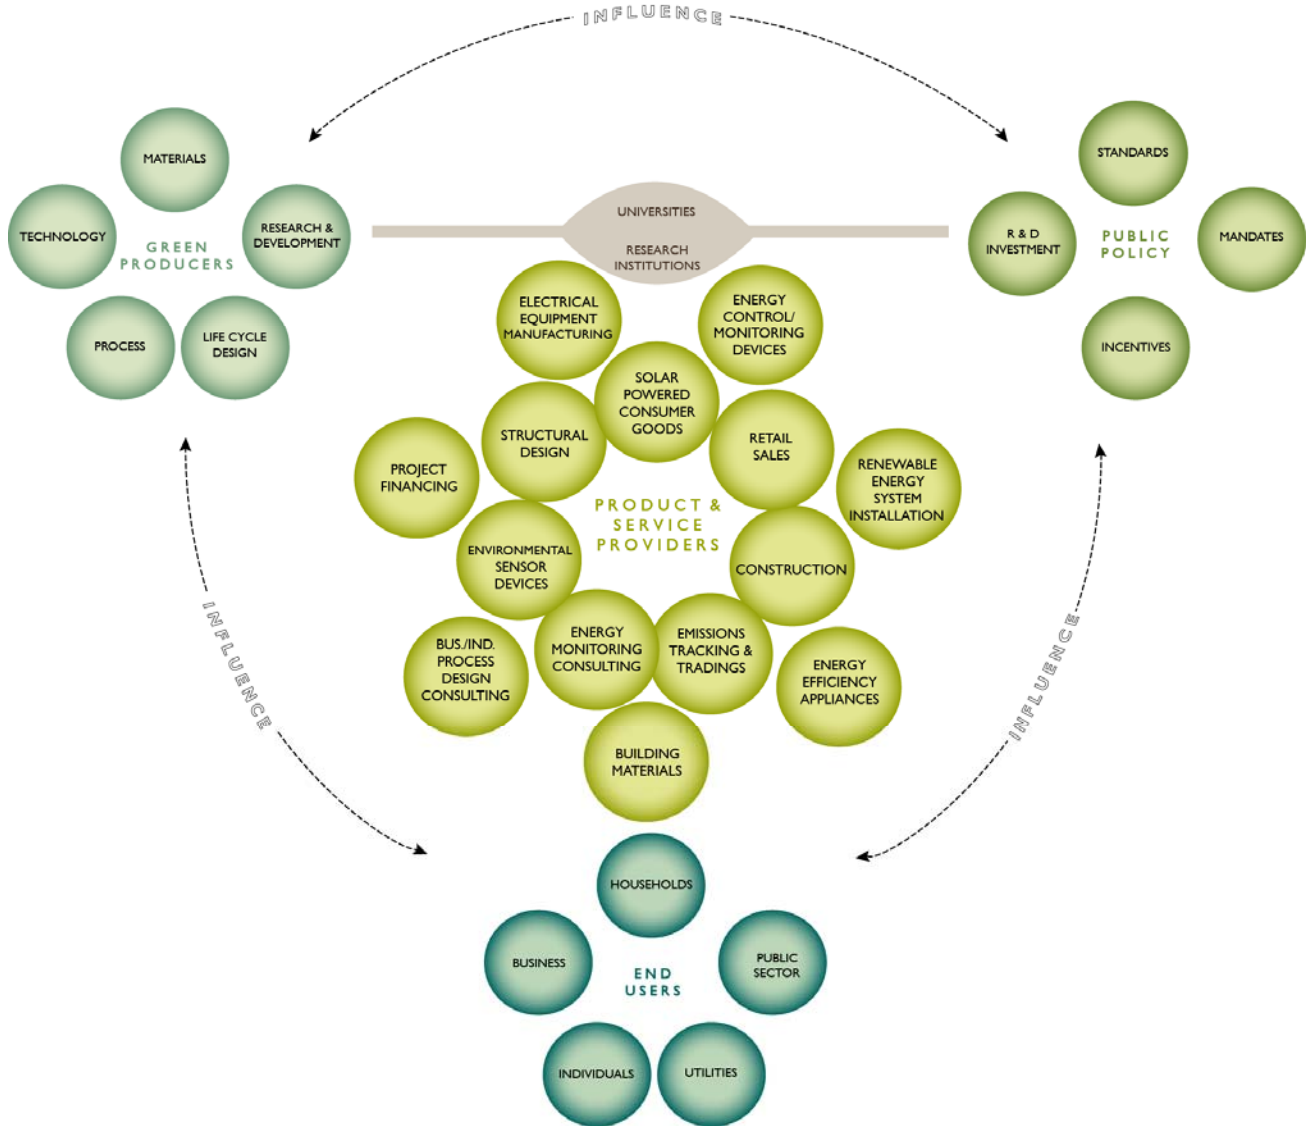 INFLUENCE
MATERIALS
TECHNOLOGY
RESEARCH &
DEVELOPMENT
GREEN
PRODUCERS
PROCESS
LIFE CYCLE
DESIGN
UNIVERSITIES
RESEARCH
INSTITUTIONS
STANDARDS
R & D
INVESTMENT
PUBLIC
POLICY
MANDATES
INCENTIVES
ELECTRICAL
EQUIPMENT
MANUFACTURING
ENERGY
CONTROL/
MONITORING
DEVICES
SOLAR
POWERED
CONSUMER
GOODS
STRUCTURAL
DESIGN
RETAIL
SALES
PROJECT
FINANCING
RENEWABLE
ENERGY
SYSTEM
INSTALLATION
PRODUCT &
SERVICE
PROVIDERS
ENVIRONMENTAL
SENSOR
DEVICES
CONSTRUCTION
BUS./IND.
PROCESS
DESIGN
CONSULTING
ENERGY
MONITORING
CONSULTING
EMISSIONS
TRACKING &
TRADINGS
ENERGY
EFFICIENCY
APPLIANCES
BUILDING
MATERIALS
INFLUENCE
INFLUENCE
HOUSEHOLDS
BUSINESS
END
USERS
PUBLIC
SECTOR
INDIVIDUALS
UTILITIES